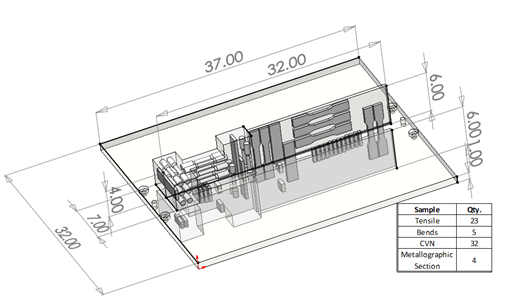 37.00
32.00
6.00
6.00
1.00
4.00
7.00
32.00
Sample Qty.
Tensile 23
Bends 5
CVN 32
Metallographic
Section 4